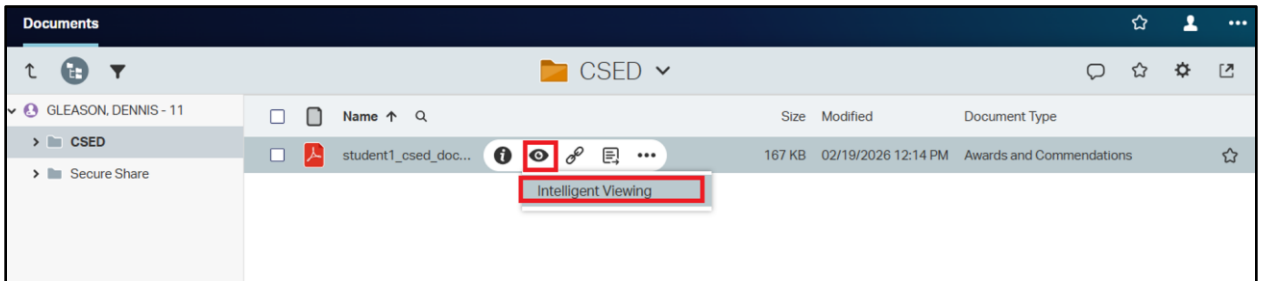 Documents
CSED
GLEASON, DENNIS - 11
CSED
Secure Share
Name
Size
Modified
Document Type
student1_csed_doc...
167 KB
02/19/2026 12:14 PM
Awards and Commendations
Intelligent Viewing